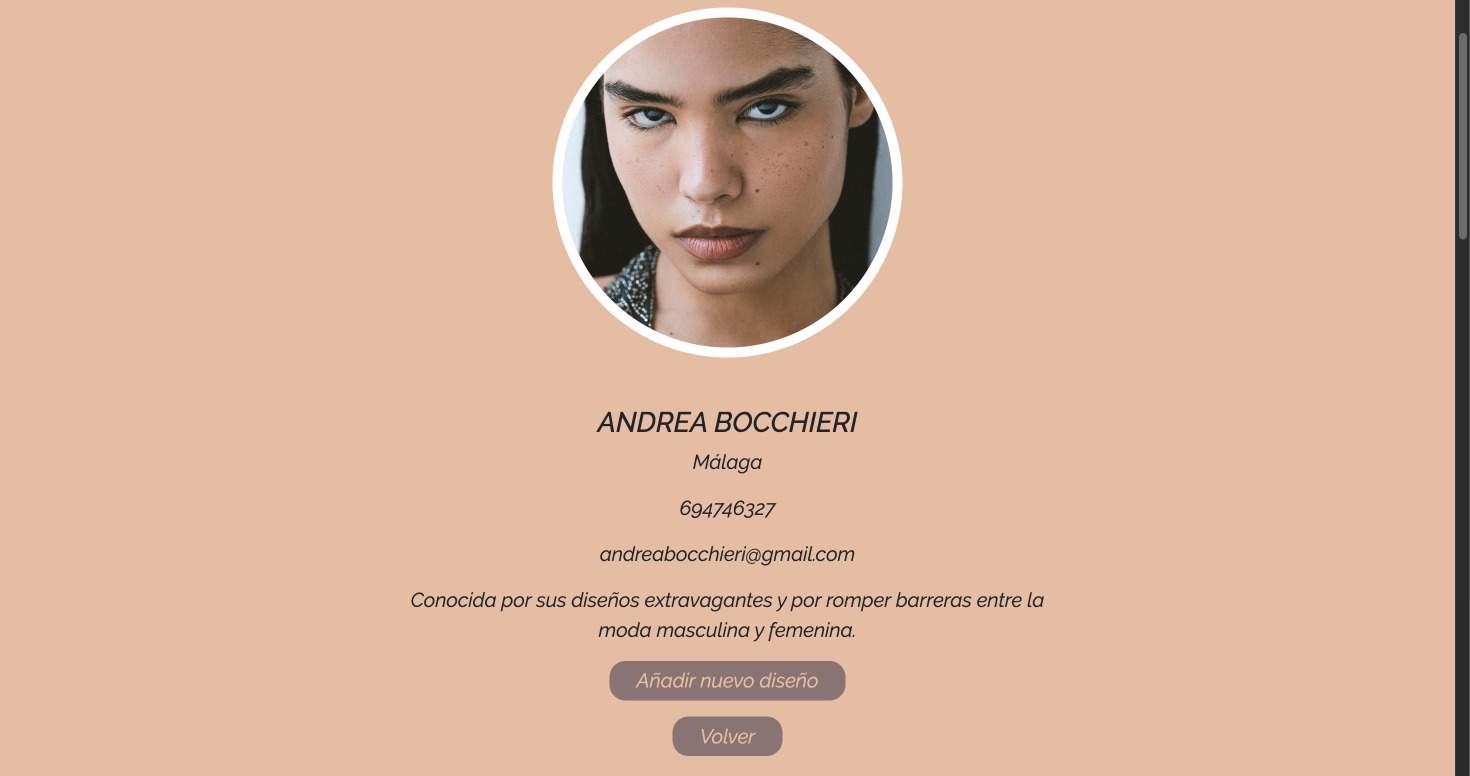 ANDREA BOCCHIERI
Málaga
694746327
andreabocchieri@gmail.com
Conocida por sus diseños extravagantes y por romper barreras entre la
moda masculina y femenina.
Añadir nuevo diseño
Volver